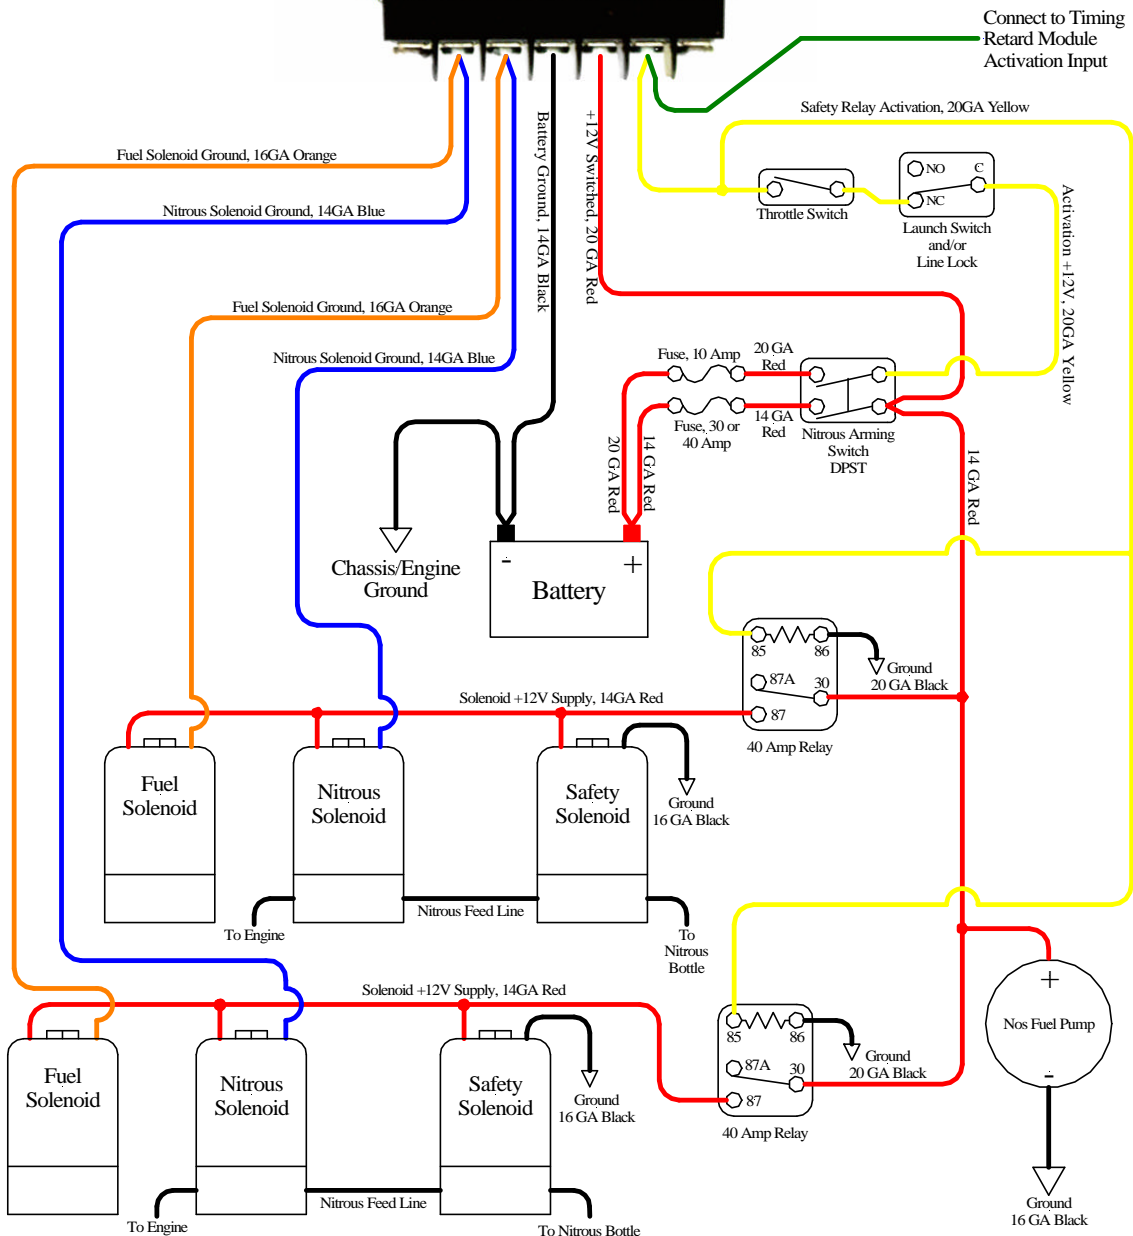 Connect to Timing
Retard Module
Activation Input
Safety Relay Activation, 20GA Yellow
Fuel Solenoid Ground, 16GA Orange
Battery Ground, 14GA Black
+12V Switched, 20 GA Red
NO
C
NC
Throttle Switch
Launch Switch
and/or
Line Lock
Activation +12V, 20GA Yellow
Nitrous Solenoid Ground, 14GA Blue
Fuel Solenoid Ground, 16GA Orange
Nitrous Solenoid Ground, 14GA Blue
Fuse, 10 Amp
20 GA
Red
Fuse, 30 or
40 Amp
14 GA
Red
Nitrous Arming
Switch
DPST
20 GA Red
14 GA Red
14 GA Red
Chassis/Engine
Ground
-
+
Battery
85
86
87A
30
87
Ground
20 GA Black
40 Amp Relay
Solenoid +12V Supply, 14GA Red
Fuel
Solenoid
Nitrous
Solenoid
Safety
Solenoid
Ground
16 GA Black
Nitrous Feed Line
To Engine
To
Nitrous
Bottle
Solenoid +12V Supply, 14GA Red
+
Nos Fuel Pump
-
85
86
87A
30
87
Ground
20 GA Black
40 Amp Relay
Fuel
Solenoid
Nitrous
Solenoid
Safety
Solenoid
Ground
16 GA Black
Nitrous Feed Line
To Engine
To Nitrous Bottle
Ground
16 GA Black